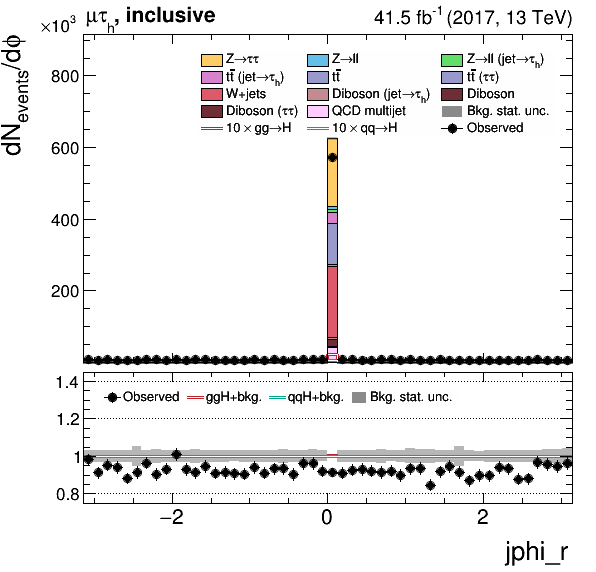 ×10³ μτₕ, inclusive 41.5 fb⁻¹ (2017, 13 TeV)
dN_events/dϕ
Z→ττ Z→ll Z→ll (jet→τₕ)
tt̄ (jet→τₕ) tt̄ tt̄ (ττ)
W+jets Diboson (jet→τₕ) Diboson
Diboson (ττ) QCD multijet Bkg. stat. unc.
10×gg→H 10×qq→H Observed
800
600
400
200
1.4
Observed ggH+bkg. qqH+bkg. Bkg. stat. unc.
1.2
1
0.8
−2 0 2
jphi_r